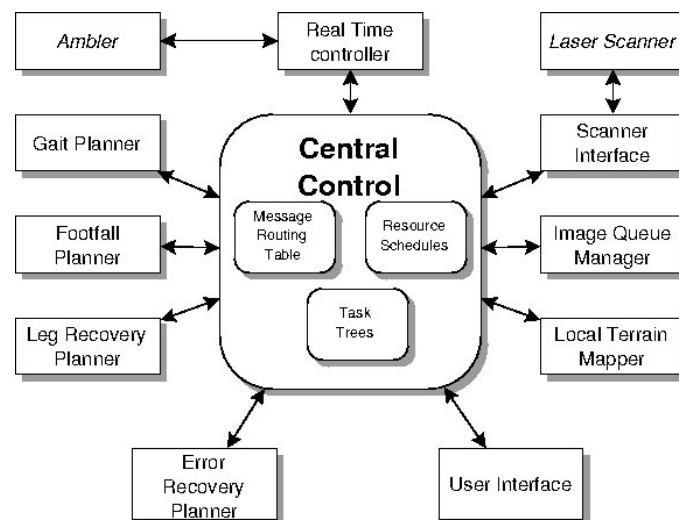 Ambler
Real Time
controller
Laser Scanner
Gait Planner
Central
Control
Scanner
Interface
Message
Routing
Table
Resource
Schedules
Footfall
Planner
Image Queue
Manager
Task
Trees
Leg Recovery
Planner
Local Terrain
Mapper
Error
Recovery
Planner
User Interface